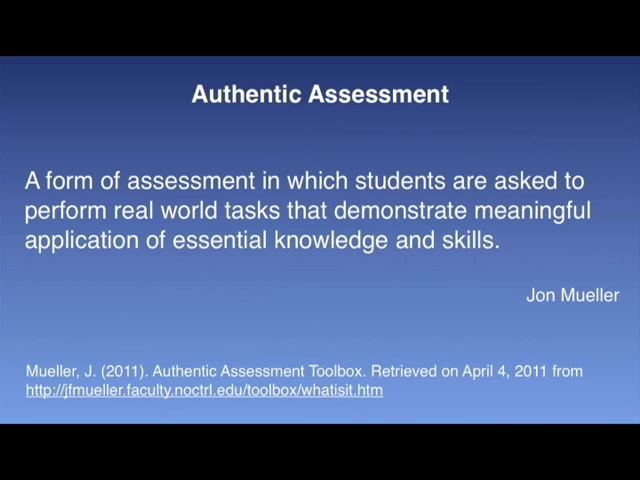 Authentic Assessment
A form of assessment in which students are asked to
perform real world tasks that demonstrate meaningful
application of essential knowledge and skills.
Jon Mueller
Mueller, J. (2011). Authentic Assessment Toolbox. Retrieved on April 4, 2011 from
http://jfmueller.faculty.noctrl.edu/toolbox/whatisit.htm